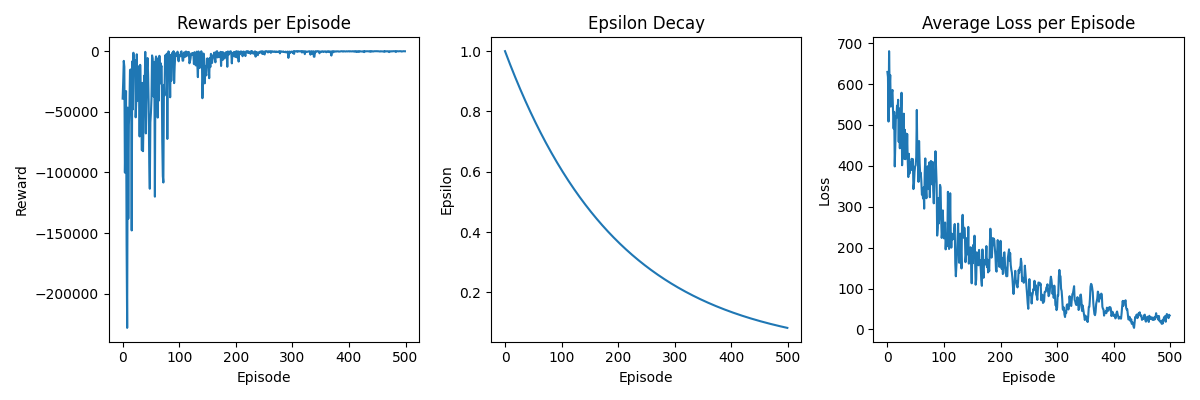 Rewards per Episode
Reward
0
−50000
−100000
−150000
−200000
0 100 200 300 400 500
Episode
Epsilon Decay
Epsilon
1.0
0.8
0.6
0.4
0.2
0 100 200 300 400 500
Episode
Average Loss per Episode
Loss
700
600
500
400
300
200
100
0
0 100 200 300 400 500
Episode